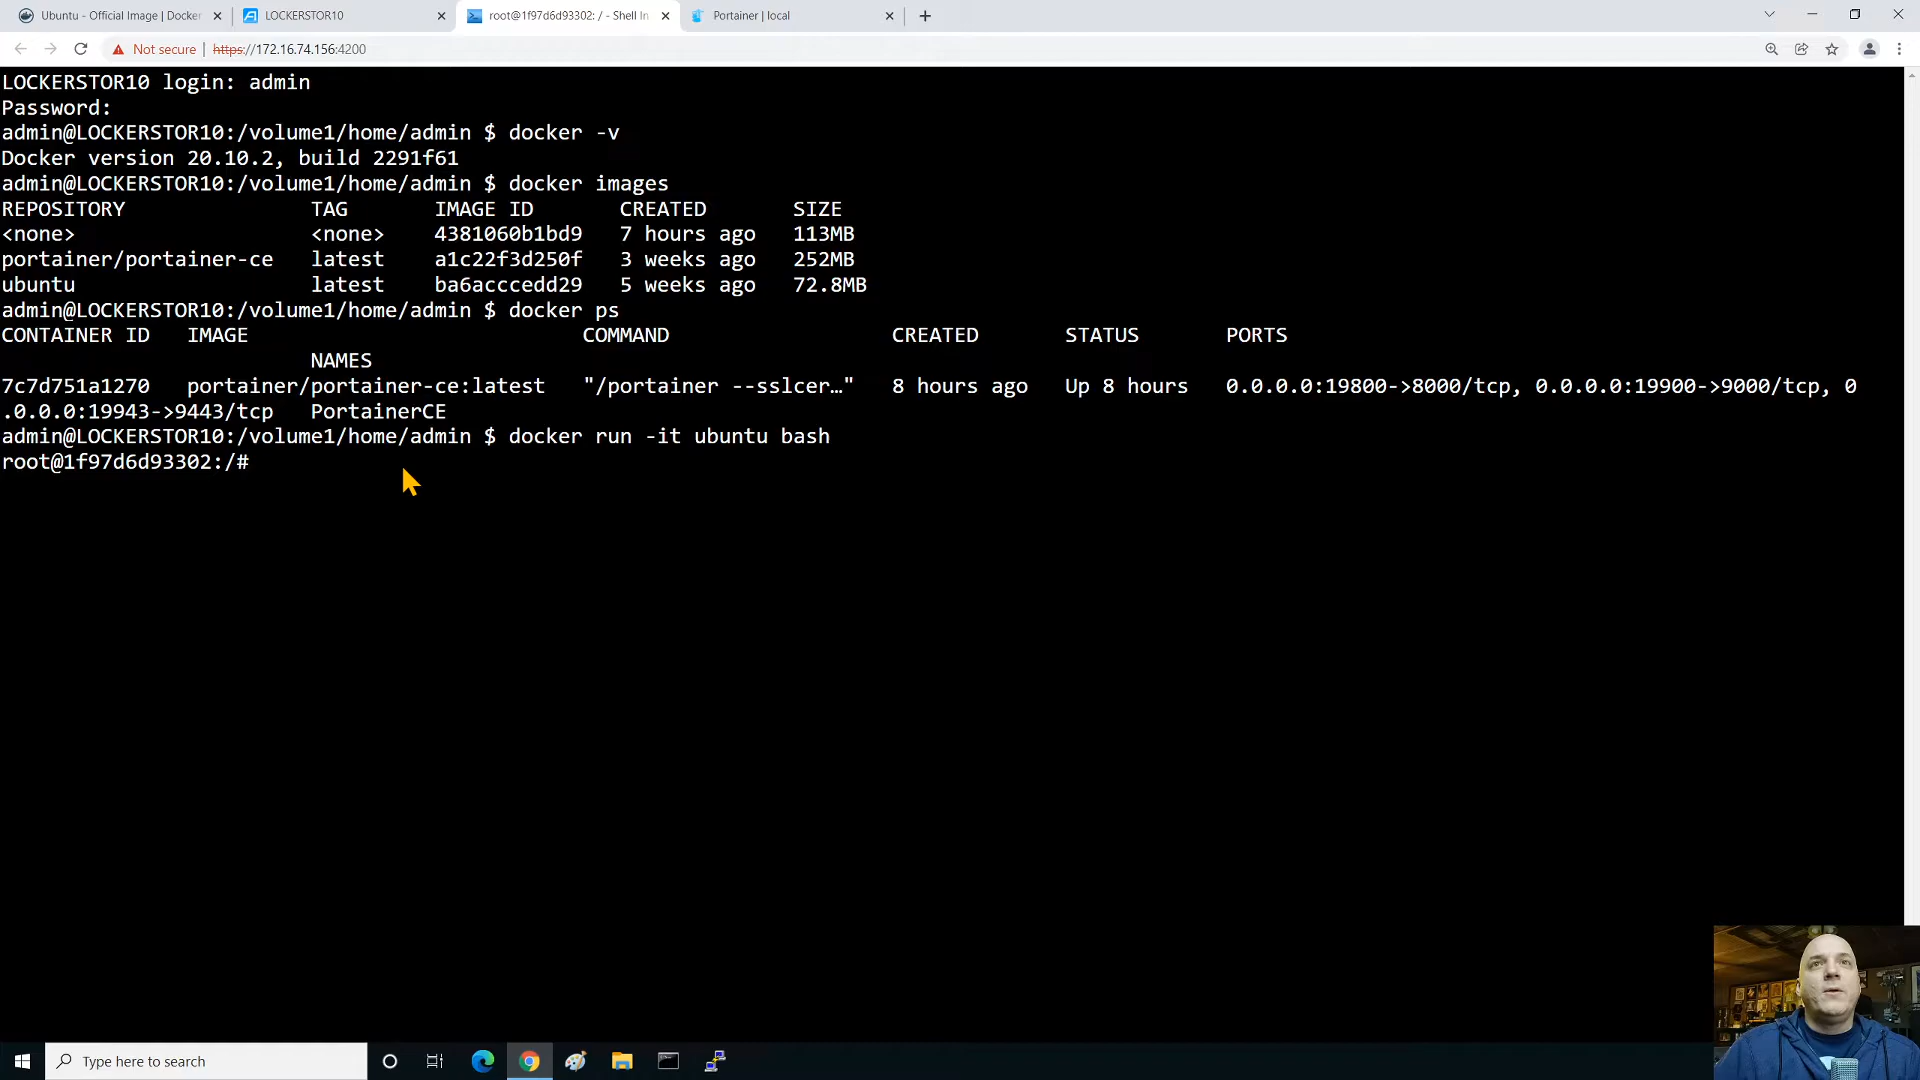 Ubuntu - Official Image | Docker
LOCKERSTOR10
root@1f97d6d93302: / - Shell In
Portainer | local
Not secure | https://172.16.74.156:4200
LOCKERSTOR10 login: admin
Password:
admin@LOCKERSTOR10:/volume1/home/admin $ docker -v
Docker version 20.10.2, build 2291f61
admin@LOCKERSTOR10:/volume1/home/admin $ docker images
REPOSITORY TAG IMAGE ID CREATED SIZE
<none> <none> 4381060b1bd9 7 hours ago 113MB
portainer/portainer-ce latest a1c22f3d250f 3 weeks ago 252MB
ubuntu latest ba6acccedd29 5 weeks ago 72.8MB
admin@LOCKERSTOR10:/volume1/home/admin $ docker ps
CONTAINER ID IMAGE COMMAND CREATED STATUS PORTS
NAMES
7c7d751a1270 portainer/portainer-ce:latest "/portainer --sslcer…" 8 hours ago Up 8 hours 0.0.0.0:19800->8000/tcp, 0.0.0.0:19900->9000/tcp, 0
.0.0.0:19943->9443/tcp PortainerCE
admin@LOCKERSTOR10:/volume1/home/admin $ docker run -it ubuntu bash
root@1f97d6d93302:/#
Type here to search